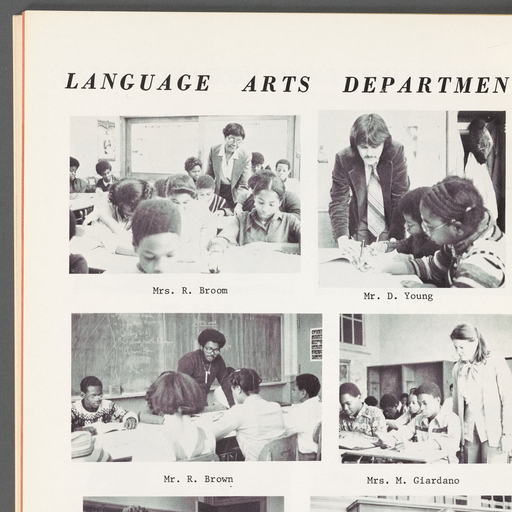 LANGUAGE ARTS DEPARTMEN
Mrs. R. Broom
Mr. D. Young
Mr. R. Brown
Mrs. M. Giardano